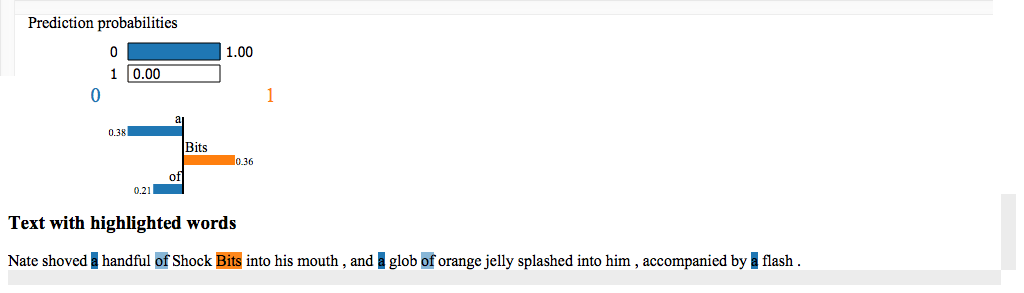 Prediction probabilities
0 1.00
1 0.00
0 1
a
0.38
Bits
0.36
of
0.21
Text with highlighted words
Nate shoved a handful of Shock Bits into his mouth , and a glob of orange jelly splashed into him , accompanied by a flash .